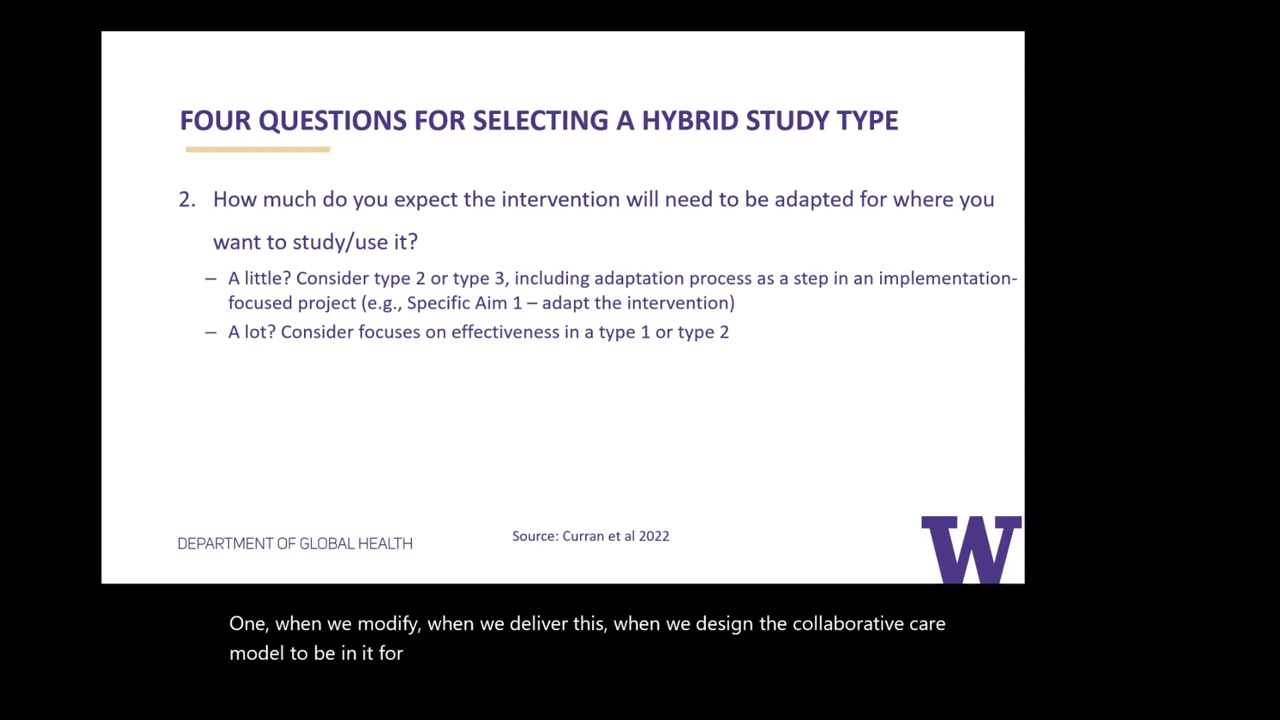 FOUR QUESTIONS FOR SELECTING A HYBRID STUDY TYPE
2. How much do you expect the intervention will need to be adapted for where you
want to study/use it?
– A little? Consider type 2 or type 3, including adaptation process as a step in an implementation-
focused project (e.g., Specific Aim 1 – adapt the intervention)
– A lot? Consider focuses on effectiveness in a type 1 or type 2
Source: Curran et al 2022
DEPARTMENT OF GLOBAL HEALTH
W
One, when we modify, when we deliver this, when we design the collaborative care
model to be in it for